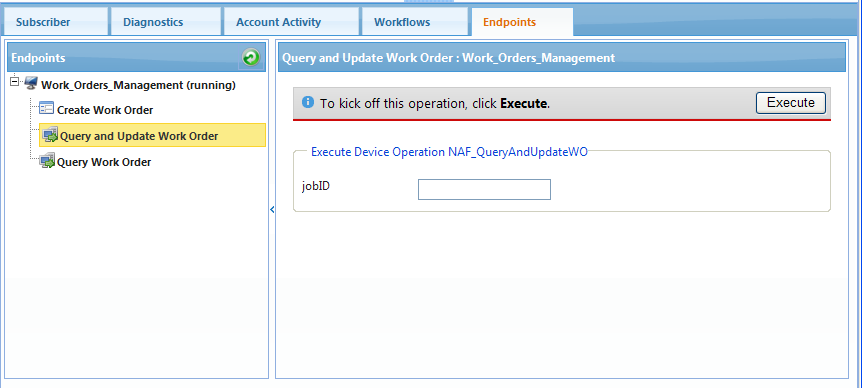 Subscriber Diagnostics Account Activity Workflows Endpoints
Endpoints
Work_Orders_Management (running)
Create Work Order
Query and Update Work Order
Query Work Order
Query and Update Work Order : Work_Orders_Management
To kick off this operation, click Execute. Execute
Execute Device Operation NAF_QueryAndUpdateWO
jobID